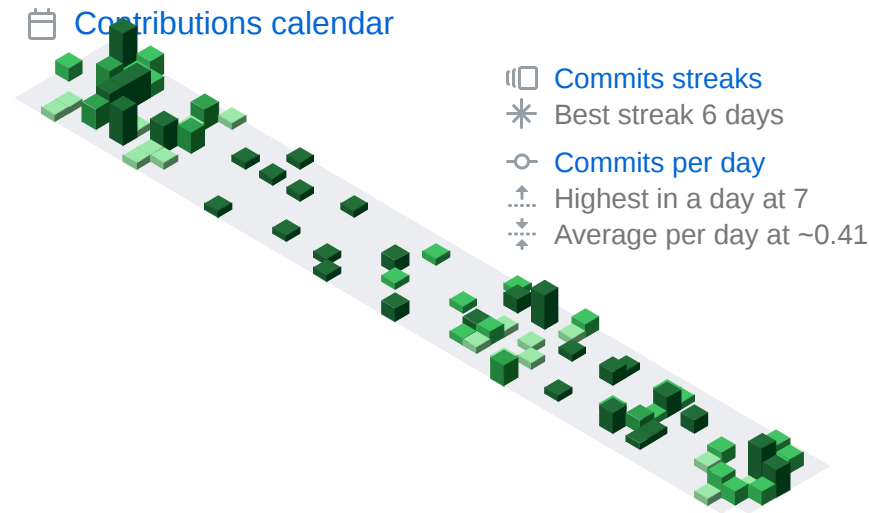 Contributions calendar
Commits streaks
Best streak 6 days
Commits per day
Highest in a day at 7
Average per day at ~0.41